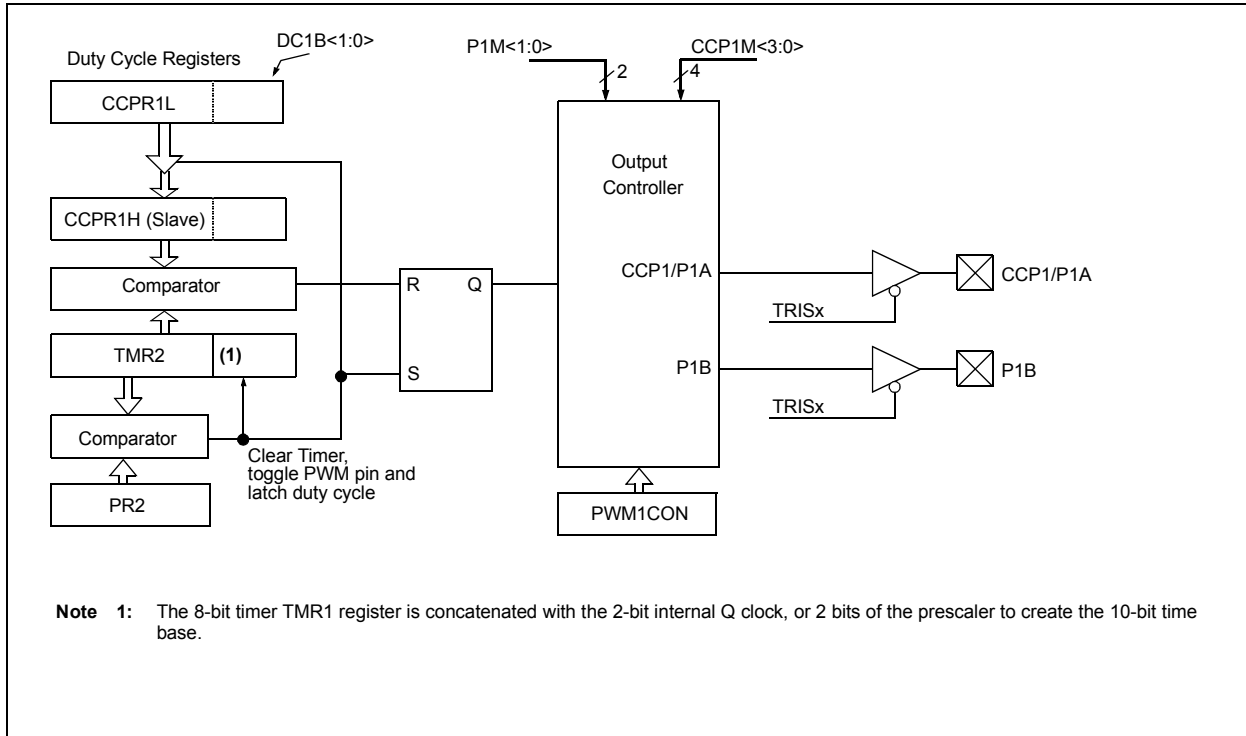 DC1B<1:0>
Duty Cycle Registers
CCPR1L
CCPR1H (Slave)
Comparator
TMR2 (1)
Comparator
PR2
Clear Timer,
toggle PWM pin and
latch duty cycle
R Q
S
P1M<1:0>
2
CCP1M<3:0>
4
Output
Controller
CCP1/P1A
P1B
PWM1CON
TRISx
CCP1/P1A
TRISx
P1B
Note 1: The 8-bit timer TMR1 register is concatenated with the 2-bit internal Q clock, or 2 bits of the prescaler to create the 10-bit time
base.